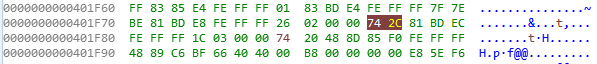 0000000000401F60 FF 83 85 E4 FE FF FF 01 83 BD E4 FE FF FF 7F 7E ...............~
0000000000401F70 BE 81 BD E8 FE FF FF 26 02 00 00 74 2C 81 BD EC .......&...t,...
0000000000401F80 FE FF FF 1C 03 00 00 74 20 48 8D 85 F0 FE FF FF .......t·H......
0000000000401F90 48 89 C6 BF 66 40 40 00 B8 00 00 00 00 E8 5E F6 H.p·f@@.........